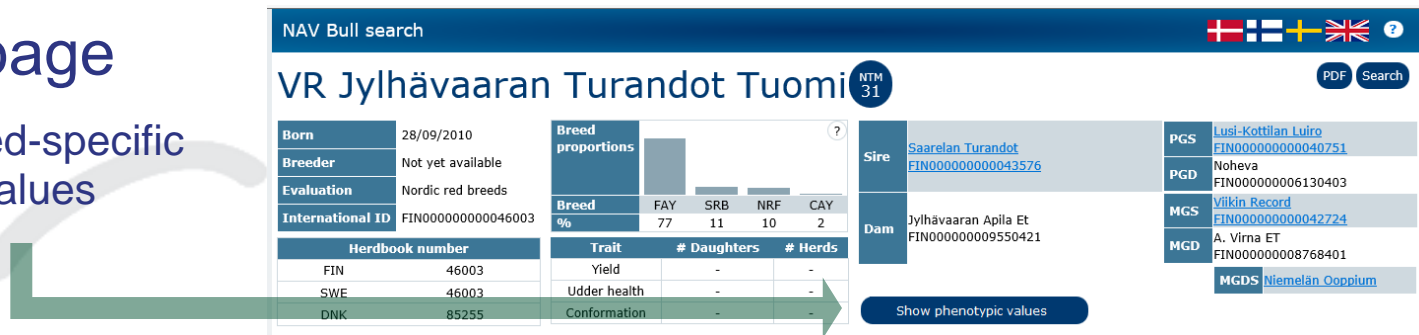 page
ed-specific
alues
NAV Bull search
?
VR Jylhävaaran Turandot Tuomi
NTM
31
PDF Search
Born 28/09/2010
Breeder Not yet available
Evaluation Nordic red breeds
International ID FIN000000000046003
Breed
proportions
?
Breed FAY SRB NRF CAY
% 77 11 10 2
Sire
Saarelan Turandot
FIN000000000043576
Dam
Jylhävaaran Apila Et
FIN000000009550421
PGS
Lusi-Kottilan Luiro
FIN000000000040751
PGD
Noheva
FIN000000006130403
MGS
Viikin Record
FIN000000000042724
MGD
A. Virna ET
FIN000000008768401
MGDS Niemelän Ooppium
Herdbook number
FIN 46003
SWE 46003
DNK 85255
Trait # Daughters # Herds
Yield - -
Udder health - -
Conformation - -
Show phenotypic values